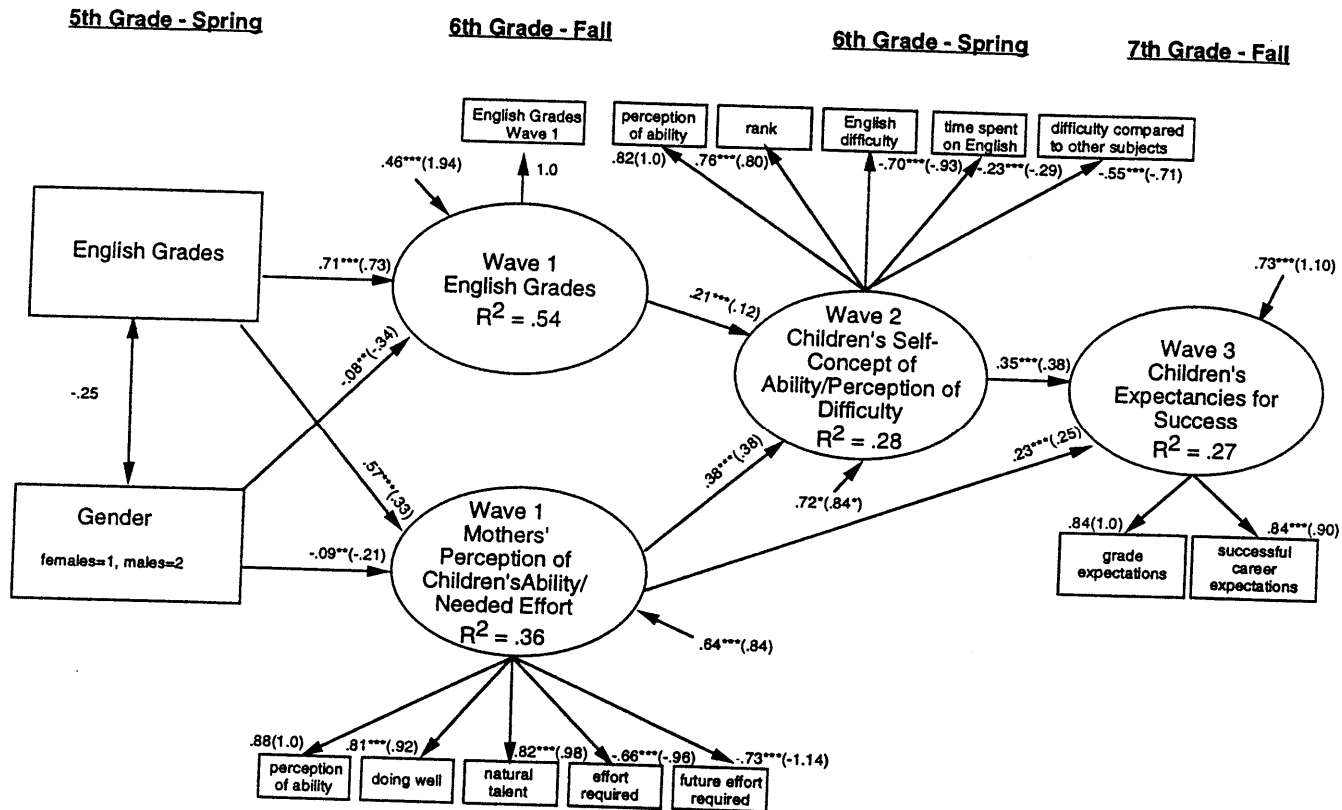 5th Grade - Spring
6th Grade - Fall
6th Grade - Spring
7th Grade - Fall
English Grades
Wave 1
perception
of ability
rank
English
difficulty
time spent
on English
difficulty compared
to other subjects
.46***(1.94)
1.0
.82(1.0)
.76***(.80)
-.70***(-.93)
-.23***(-.29)
-.55***(-.71)
English Grades
.71***(.73)
Wave 1
English Grades
R2 = .54
.21***(.12)
.73***(1.10)
Wave 2
Children's Self-
Concept of
Ability/Perception of
Difficulty
R2 = .28
.35***(.38)
Wave 3
Children's
Expectancies for
Success
R2 = .27
-.25
-.08**(-.34)
.57***(.33)
.38***(.38)
.23***(.25)
.72*(.84*)
Gender
females=1, males=2
-.09**(-.21)
Wave 1
Mothers'
Perception of
Children'sAbility/
Needed Effort
R2 = .36
.64***(.84)
.84(1.0)
.84***(.90)
grade
expectations
successful
career
expectations
.88(1.0)
.81***(.92)
.82***(.98)
-.66***(-.96)
-.73***(-1.14)
perception
of ability
doing well
natural
talent
effort
required
future effort
required